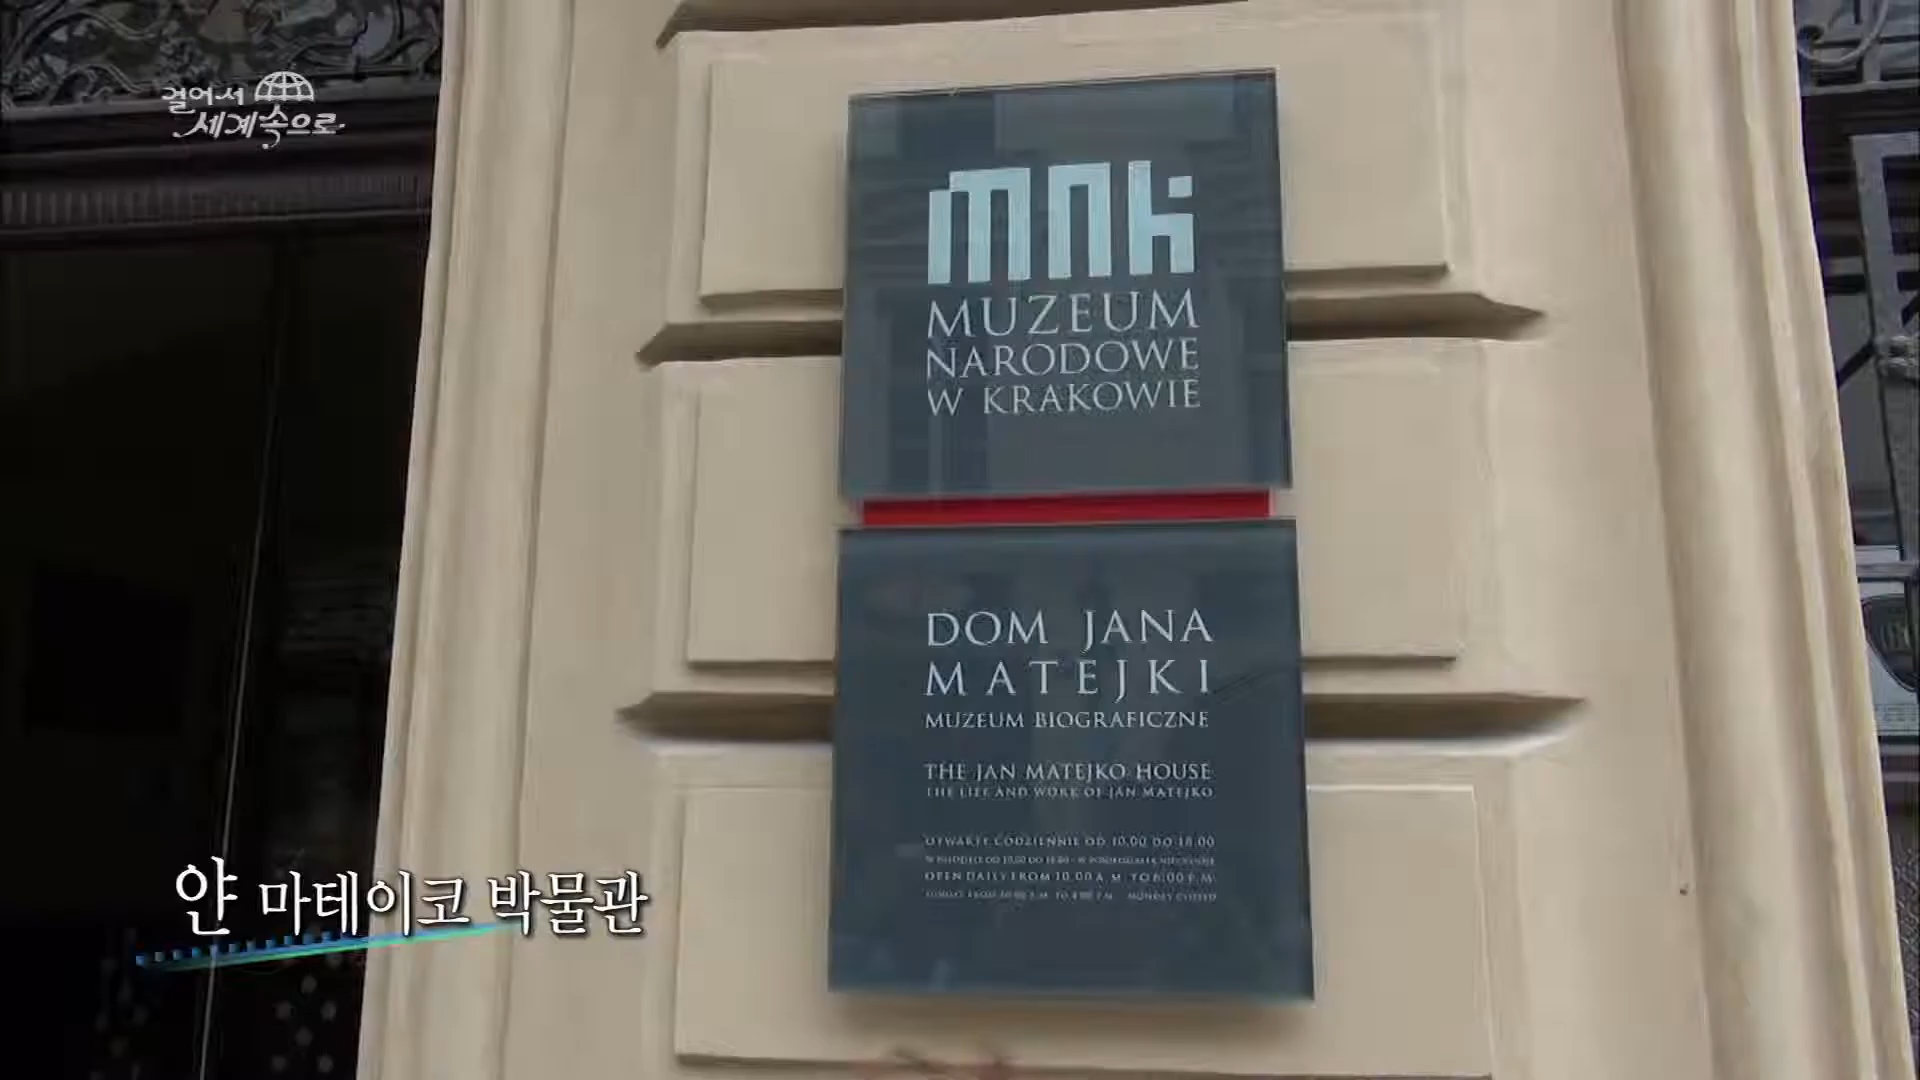 걸어서
세계속으로
mnk
MUZEUM
NARODOWE
W KRAKOWIE
DOM JANA
MATEJKI
MUZEUM BIOGRAFICZNE
THE JAN MATEJKO HOUSE
THE LIFE AND WORK OF JAN MATEJKO
OTWARTE CODZIENNIE OD 10.00 DO 18.00
OPEN DAILY FROM 10.00 A.M. TO 6.00 P.M.
MONDAY CLOSED
얀 마테이코 박물관